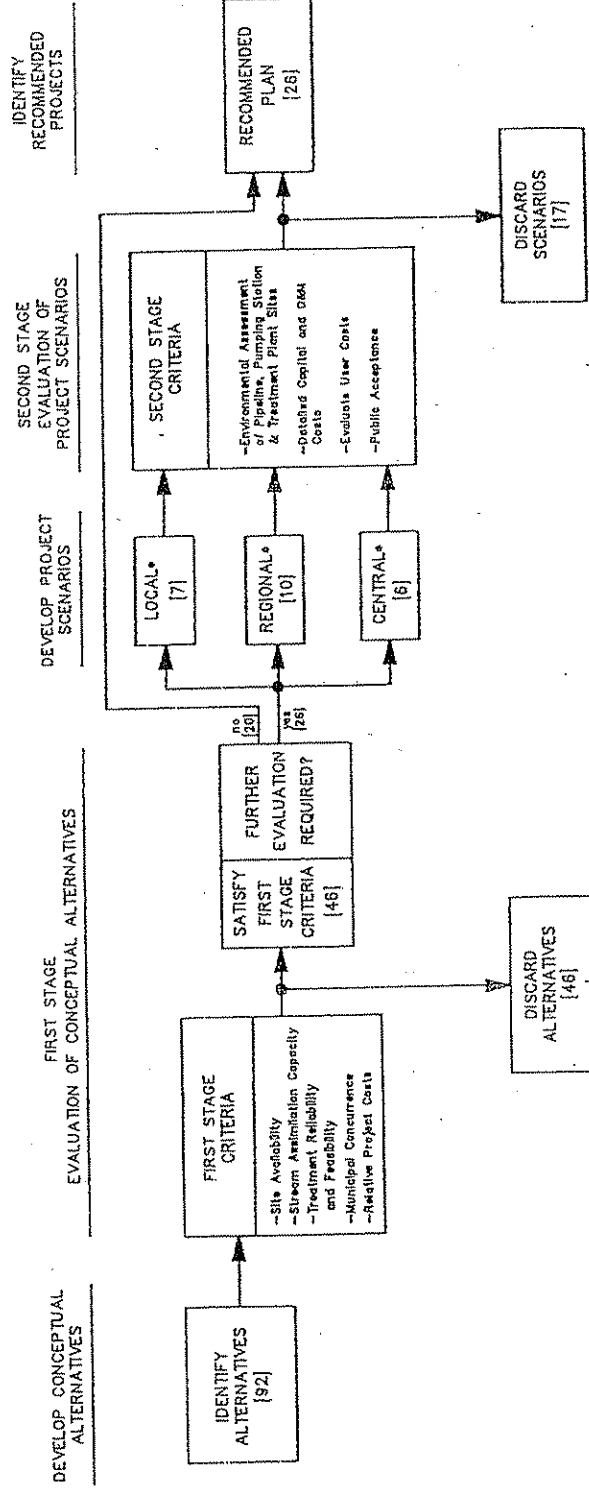 DEVELOP CONCEPTUAL
ALTERNATIVES
IDENTIFY
ALTERNATIVES
[92]
FIRST STAGE
EVALUATION OF CONCEPTUAL ALTERNATIVES
FIRST STAGE
CRITERIA
-Site Availability
-Stream Assimilation Capacity
-Treatment Reliability
and Feasibility
-Municipal Concurrence
-Relative Project Costs
SATISFY
FIRST
STAGE
CRITERIA
[46]
FURTHER
EVALUATION
REQUIRED?
no
[20]
yes
[26]
DISCARD
ALTERNATIVES
[46]
DEVELOP PROJECT
SCENARIOS
LOCAL*
[7]
REGIONAL*
[10]
CENTRAL*
[6]
SECOND STAGE
EVALUATION OF
PROJECT SCENARIOS
SECOND STAGE
CRITERIA
-Environmental Assessment
of Pipeline, Pumping Station
& Treatment Plant Sites
-Detailed Capital and O&M
Costs
-Evaluate User Costs
-Public Acceptance
DISCARD
SCENARIOS
[17]
IDENTIFY
RECOMMENDED
PROJECTS
RECOMMENDED
PLAN
[26]